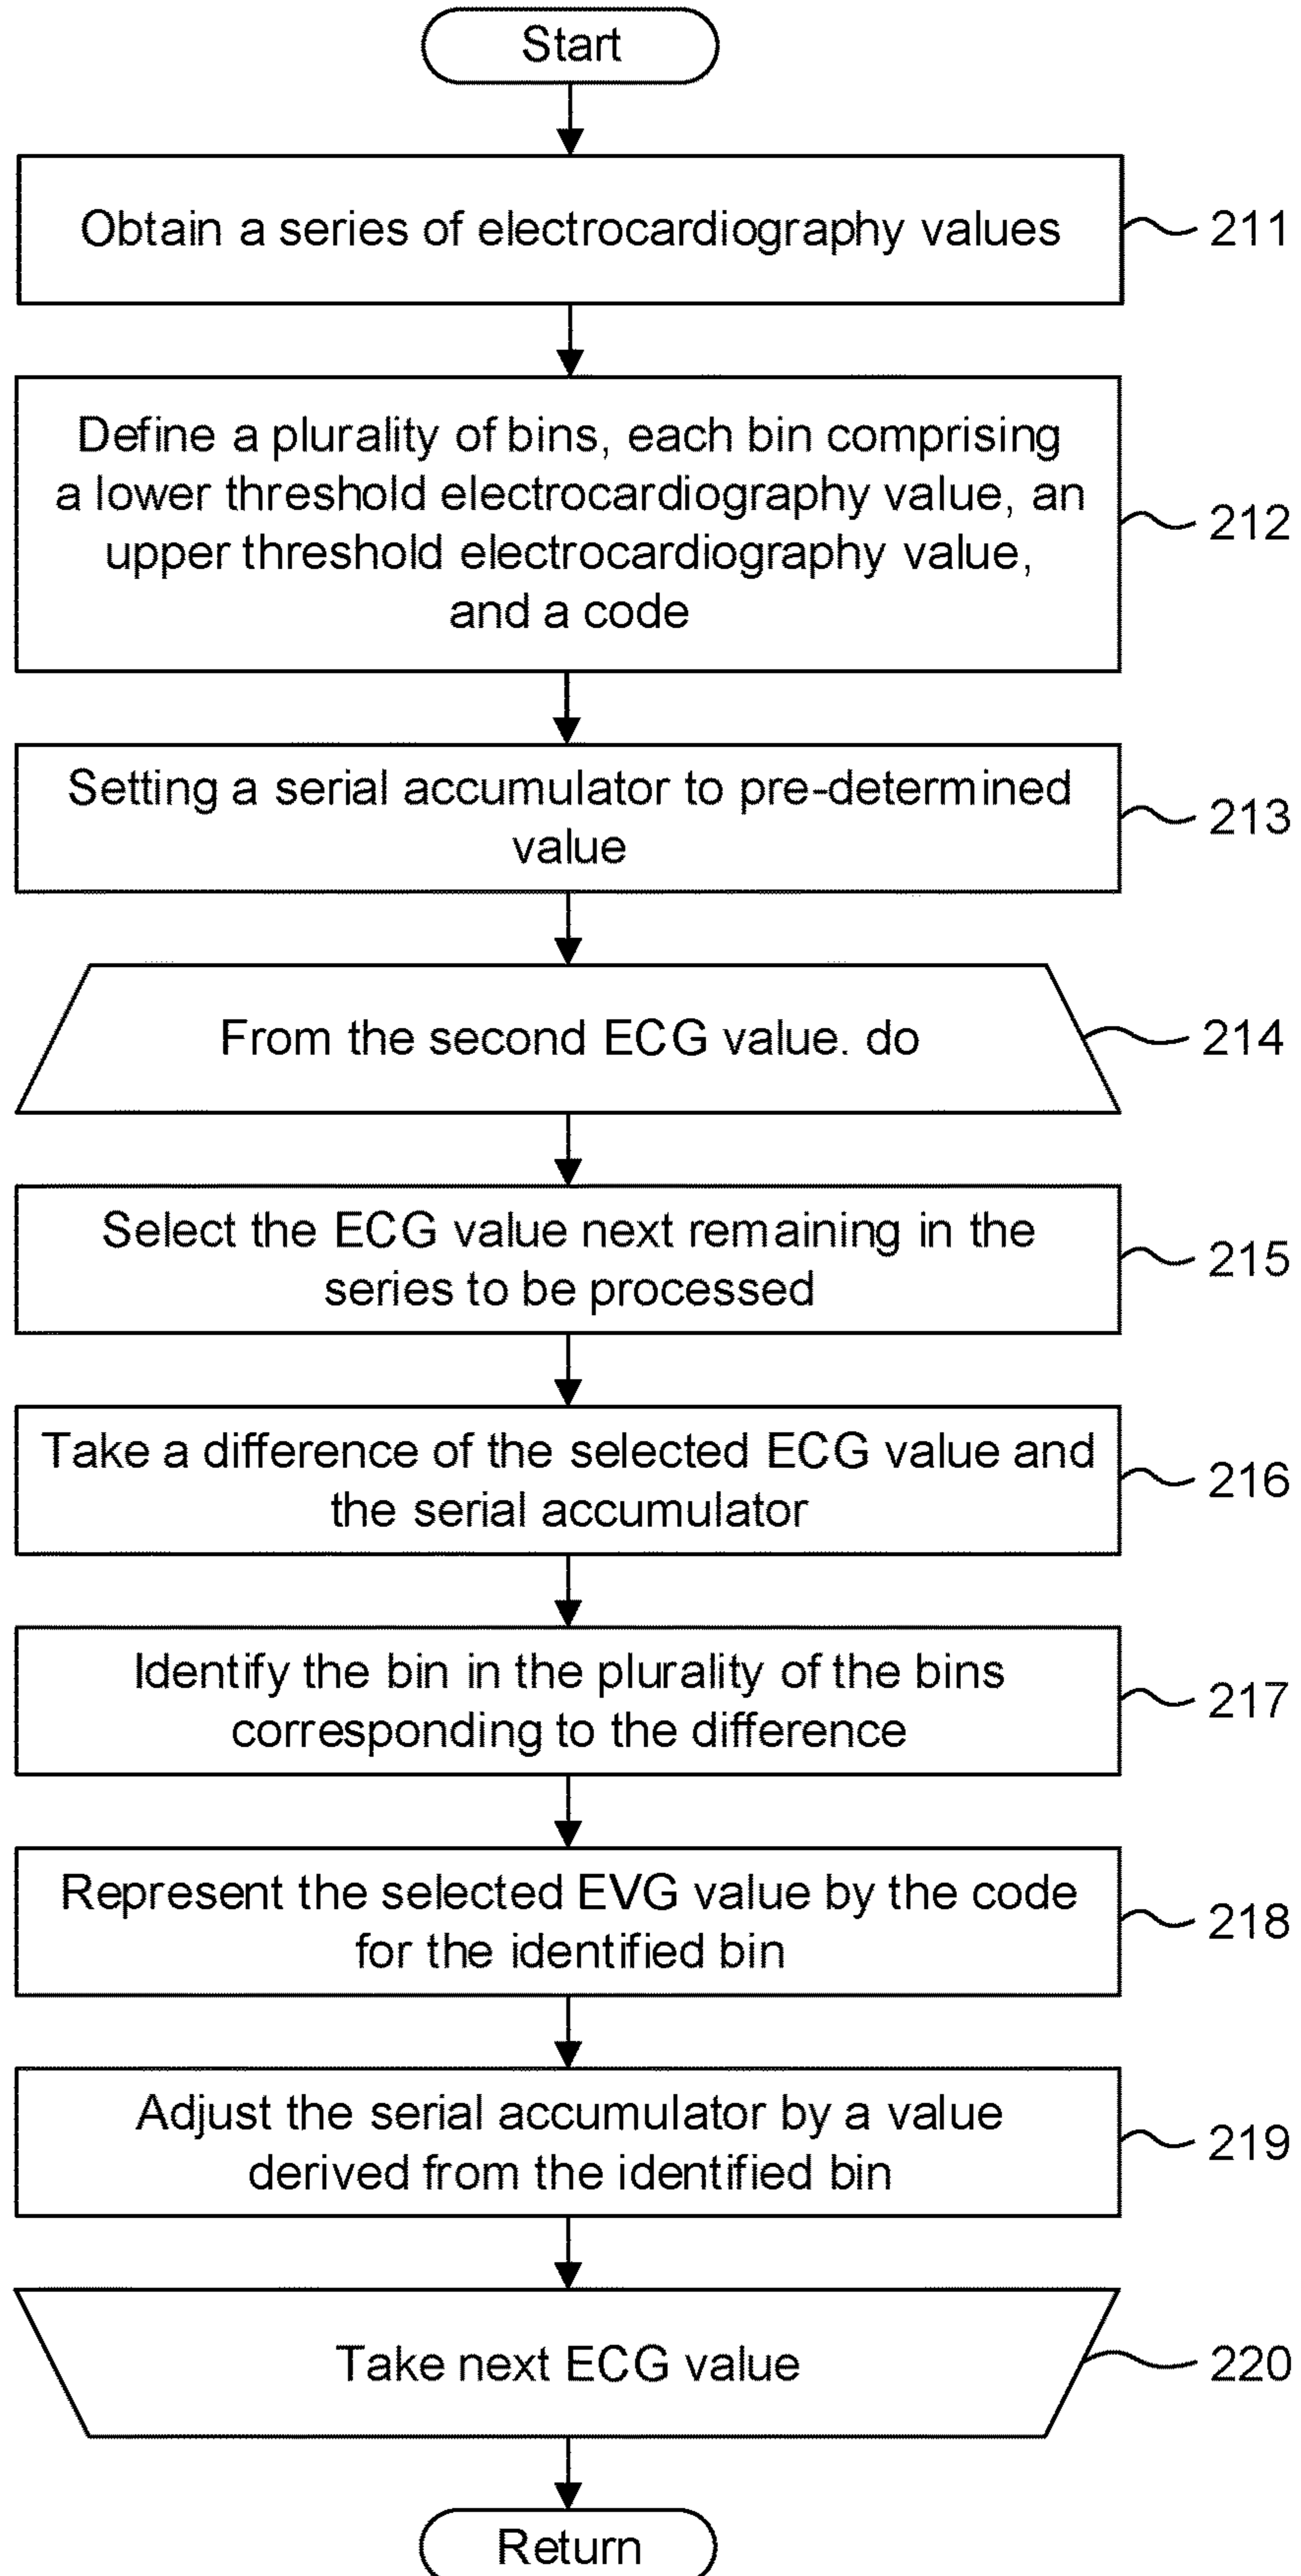 Start
Obtain a series of electrocardiography values
211
Define a plurality of bins, each bin comprising
a lower threshold electrocardiography value, an
upper threshold electrocardiography value,
and a code
212
Setting a serial accumulator to pre-determined
value
213
From the second ECG value. do
214
Select the ECG value next remaining in the
series to be processed
215
Take a difference of the selected ECG value and
the serial accumulator
216
Identify the bin in the plurality of the bins
corresponding to the difference
217
Represent the selected EVG value by the code
for the identified bin
218
Adjust the serial accumulator by a value
derived from the identified bin
219
Take next ECG value
220
Return